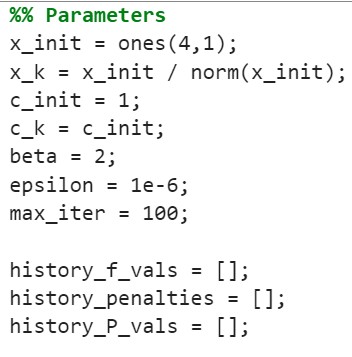 %% Parameters
x_init = ones(4,1);
x_k = x_init / norm(x_init);
c_init = 1;
c_k = c_init;
beta = 2;
epsilon = 1e-6;
max_iter = 100;
history_f_vals = [];
history_penalties = [];
history_P_vals = [];